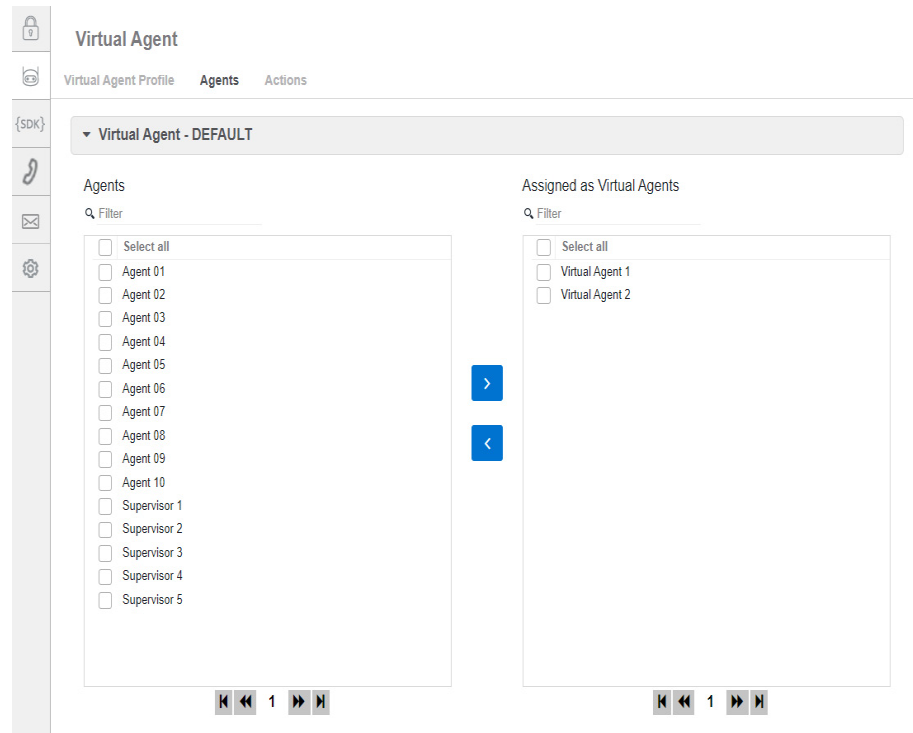 Virtual Agent
Virtual Agent Profile Agents Actions
{SDK}
Virtual Agent - DEFAULT
Agents
Filter
Select all
Agent 01
Agent 02
Agent 03
Agent 04
Agent 05
Agent 06
Agent 07
Agent 08
Agent 09
Agent 10
Supervisor 1
Supervisor 2
Supervisor 3
Supervisor 4
Supervisor 5
1
Assigned as Virtual Agents
Filter
Select all
Virtual Agent 1
Virtual Agent 2
1